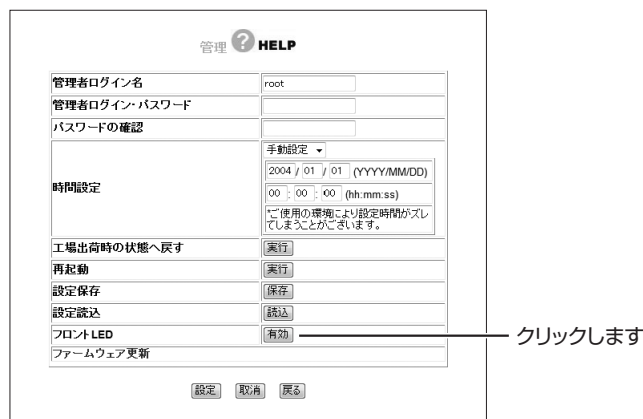 管理 ? HELP
管理者ログイン名 root
管理者ログイン・パスワード
パスワードの確認
時間設定
手動設定
2004 / 01 / 01 (YYYY/MM/DD)
00 : 00 : 00 (hh:mm:ss)
*ご使用の環境により設定時間がズレ
てしまうことがございます。
工場出荷時の状態へ戻す 実行
再起動 実行
設定保存 保存
設定読込 読込
フロントLED 有効 クリックします
ファームウェア更新
設定 取消 戻る